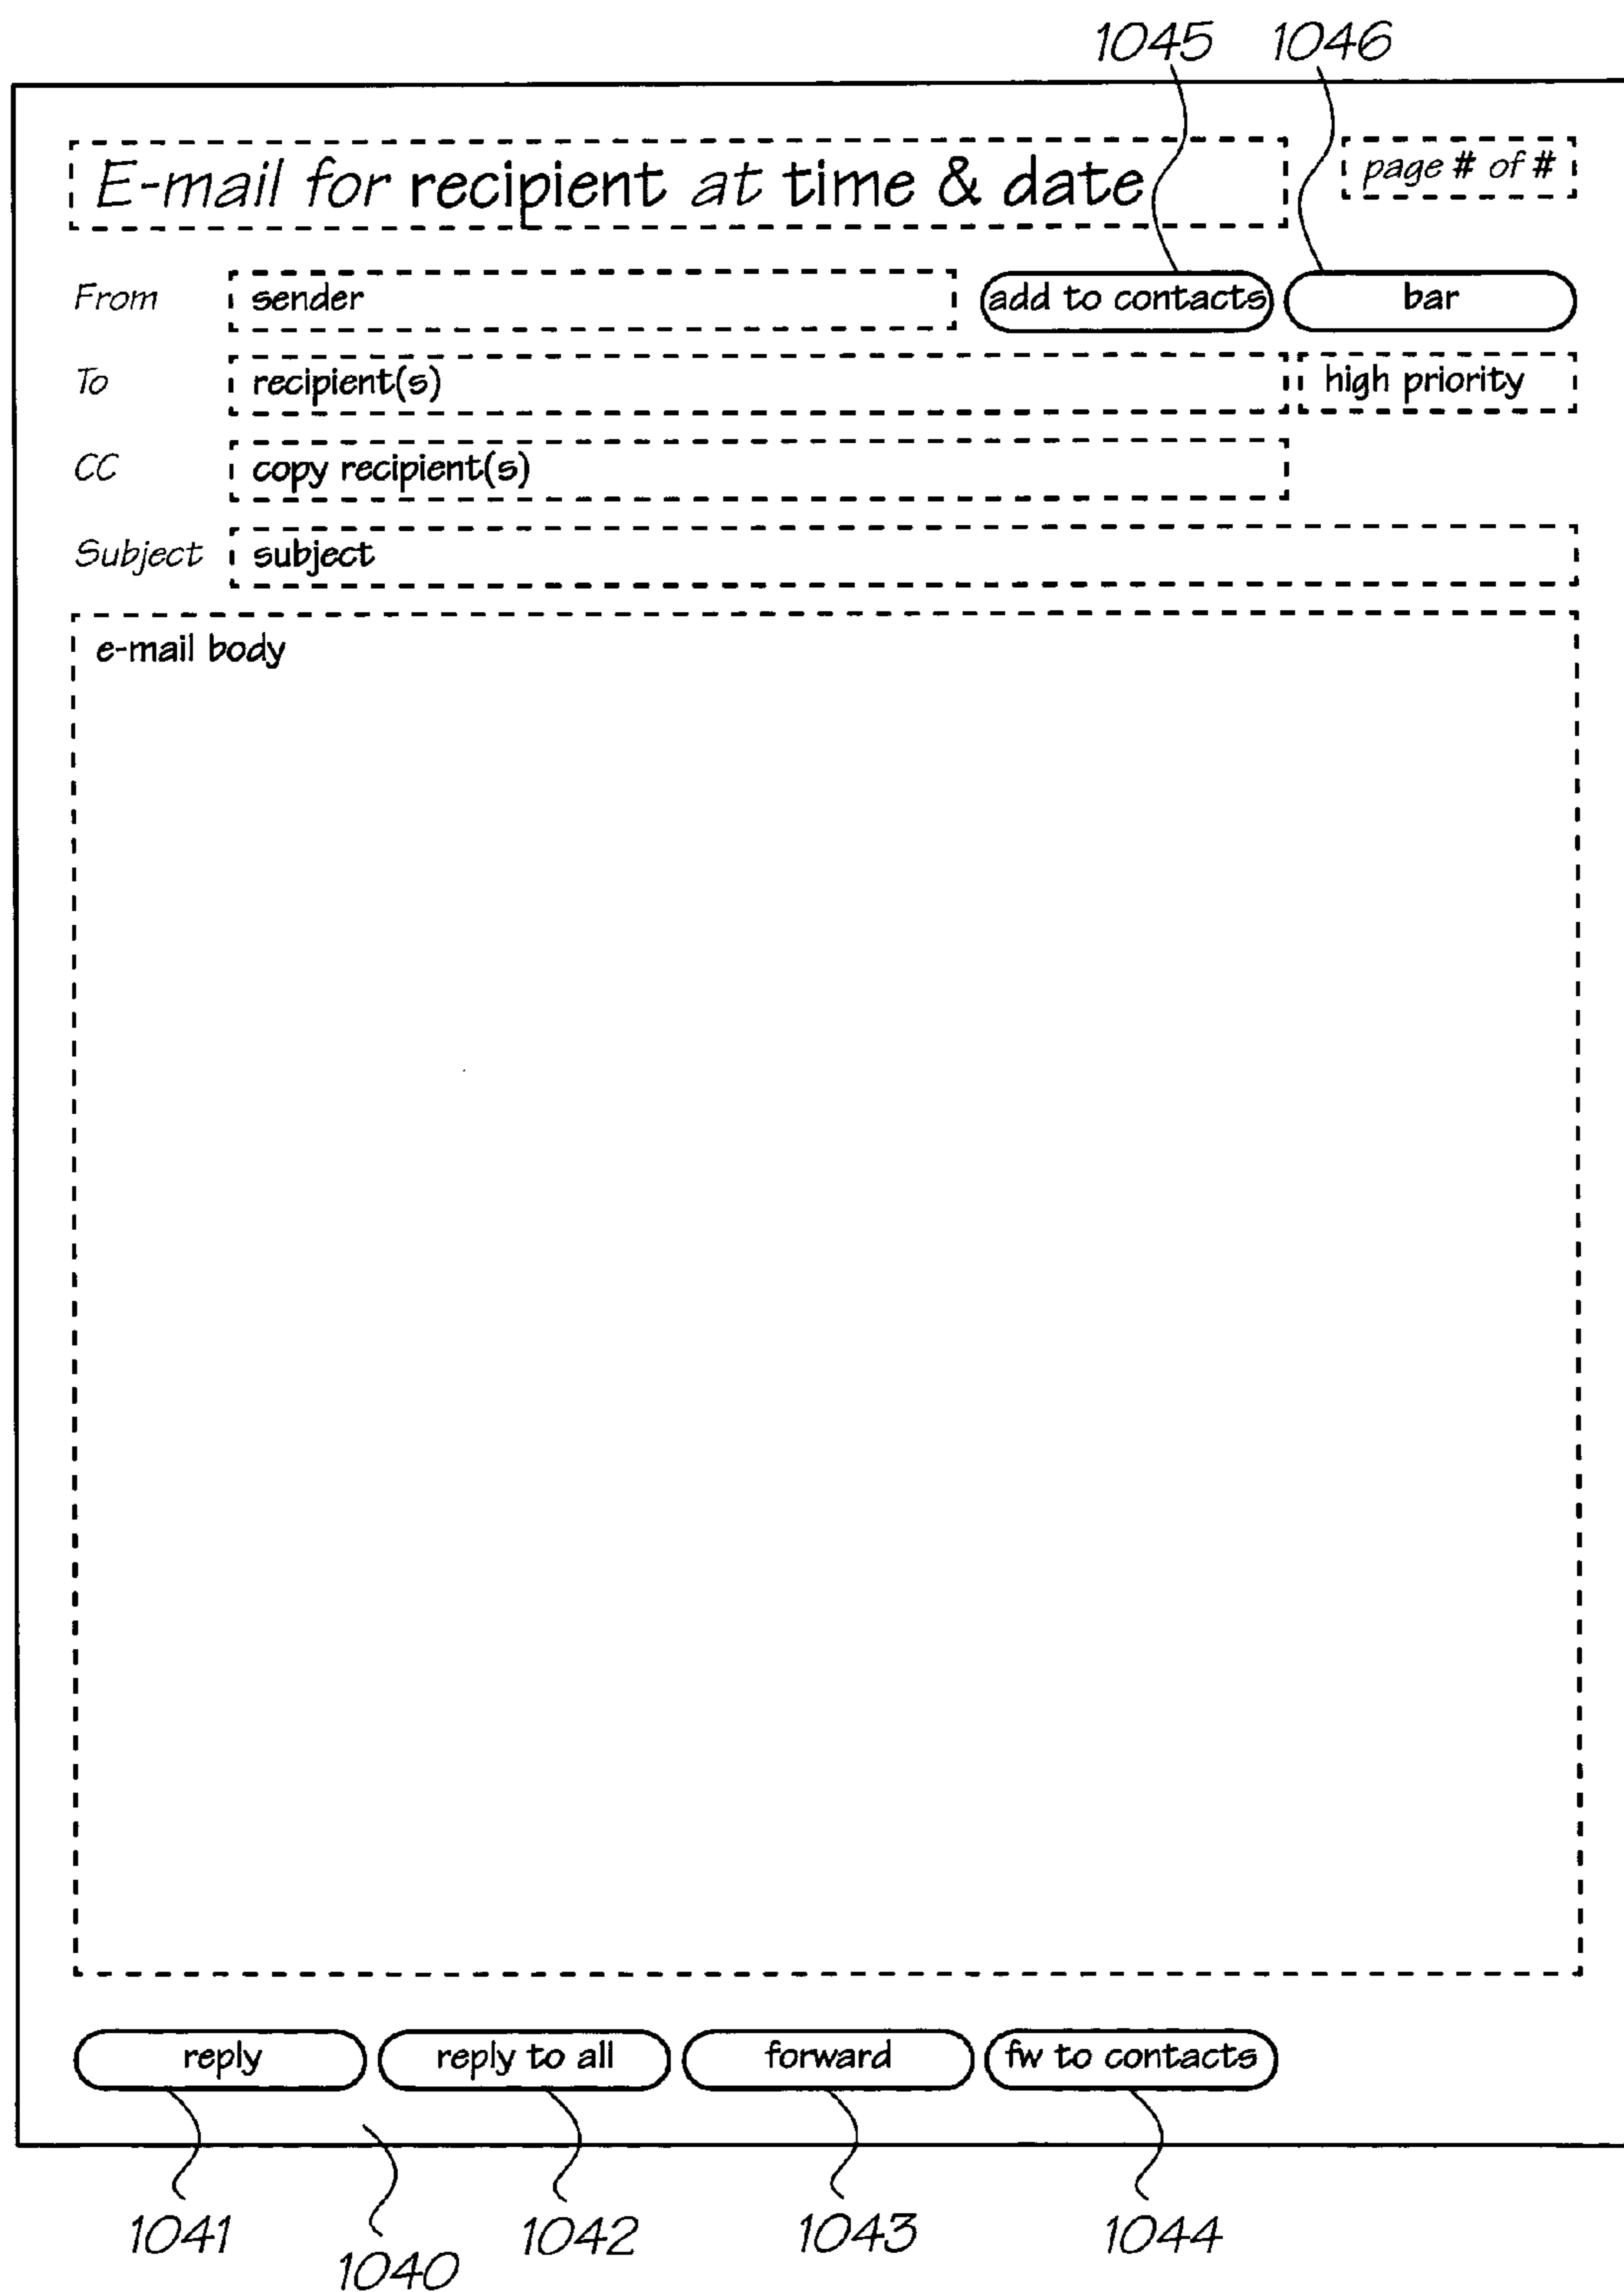 1045 1046
E-mail for recipient at time & date page # of #
From sender add to contacts bar
To recipient(s) high priority
CC copy recipient(s)
Subject subject
e-mail body
reply reply to all forward fw to contacts
1041 1040 1042 1043 1044